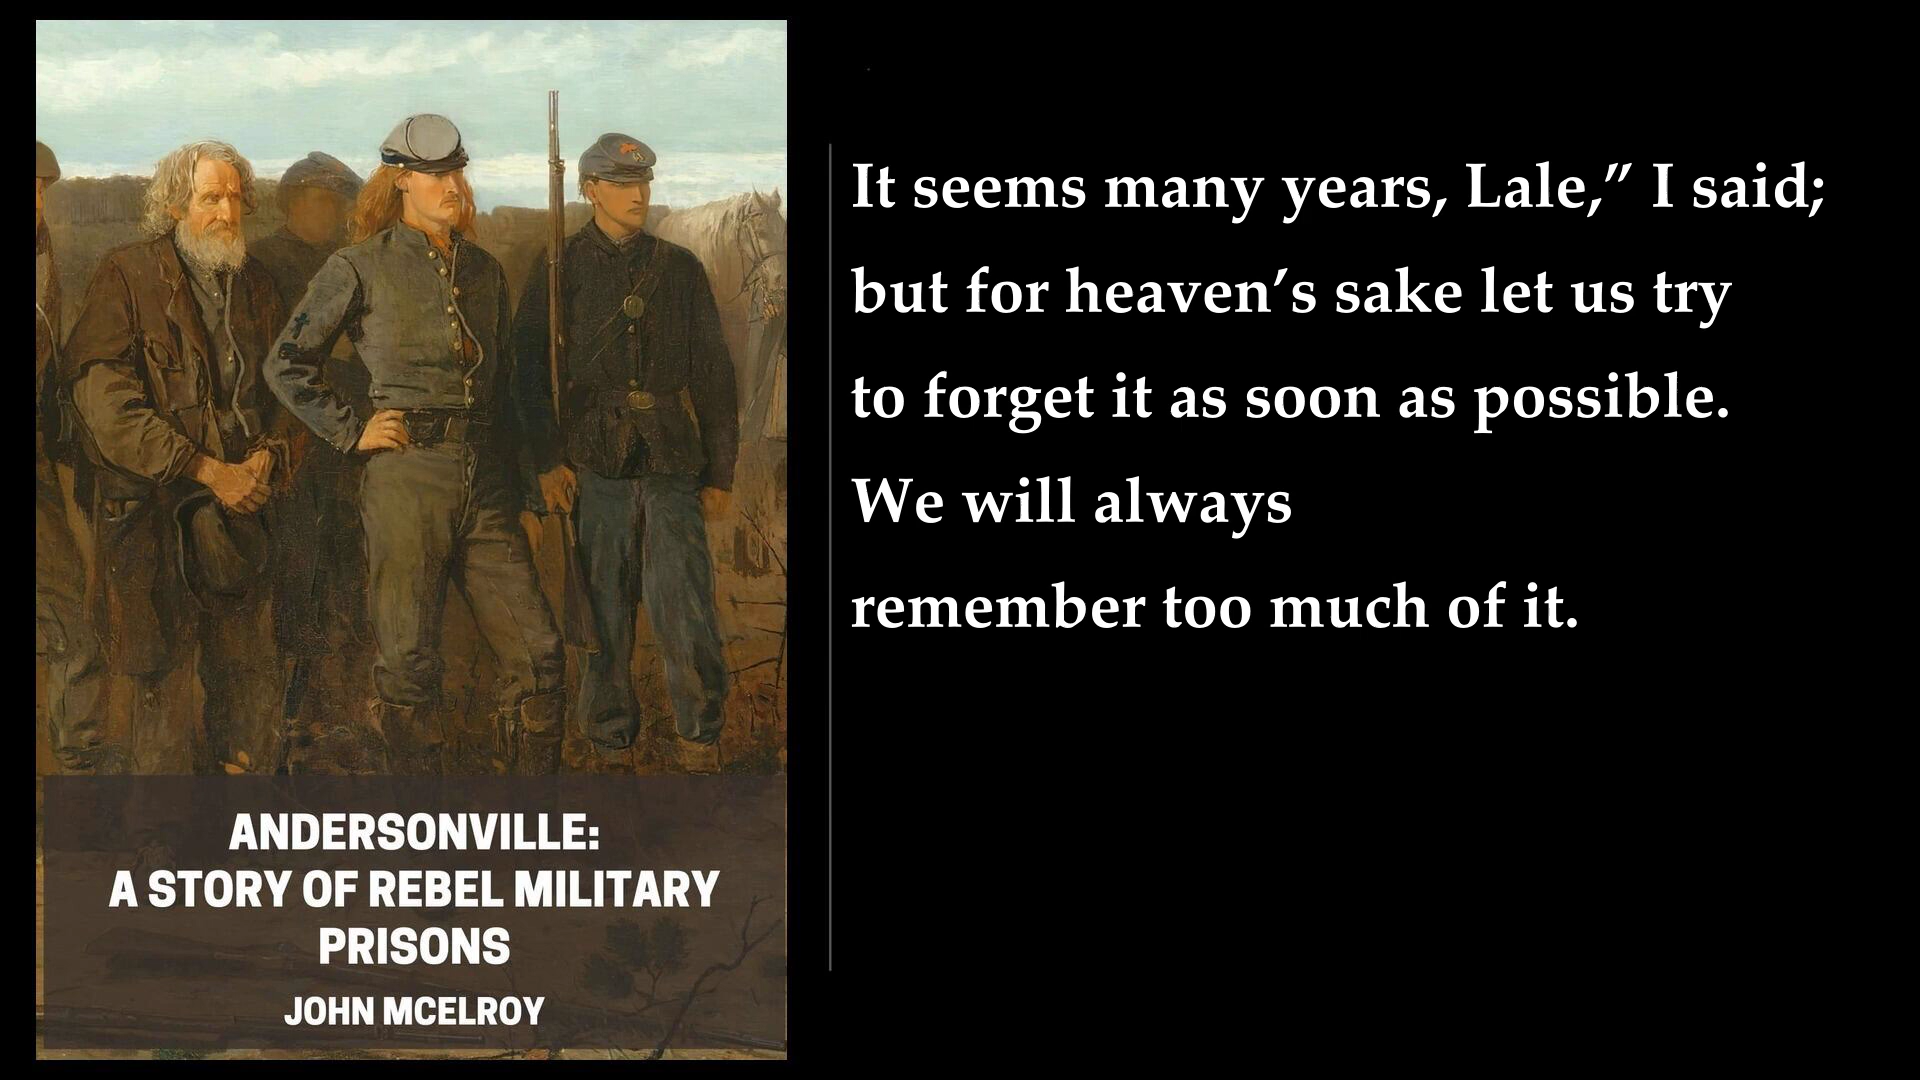 It seems many years, Lale,” I said;
but for heaven’s sake let us try
to forget it as soon as possible.
We will always
remember too much of it.
ANDERSONVILLE:
A STORY OF REBEL MILITARY
PRISONS
JOHN MCELROY